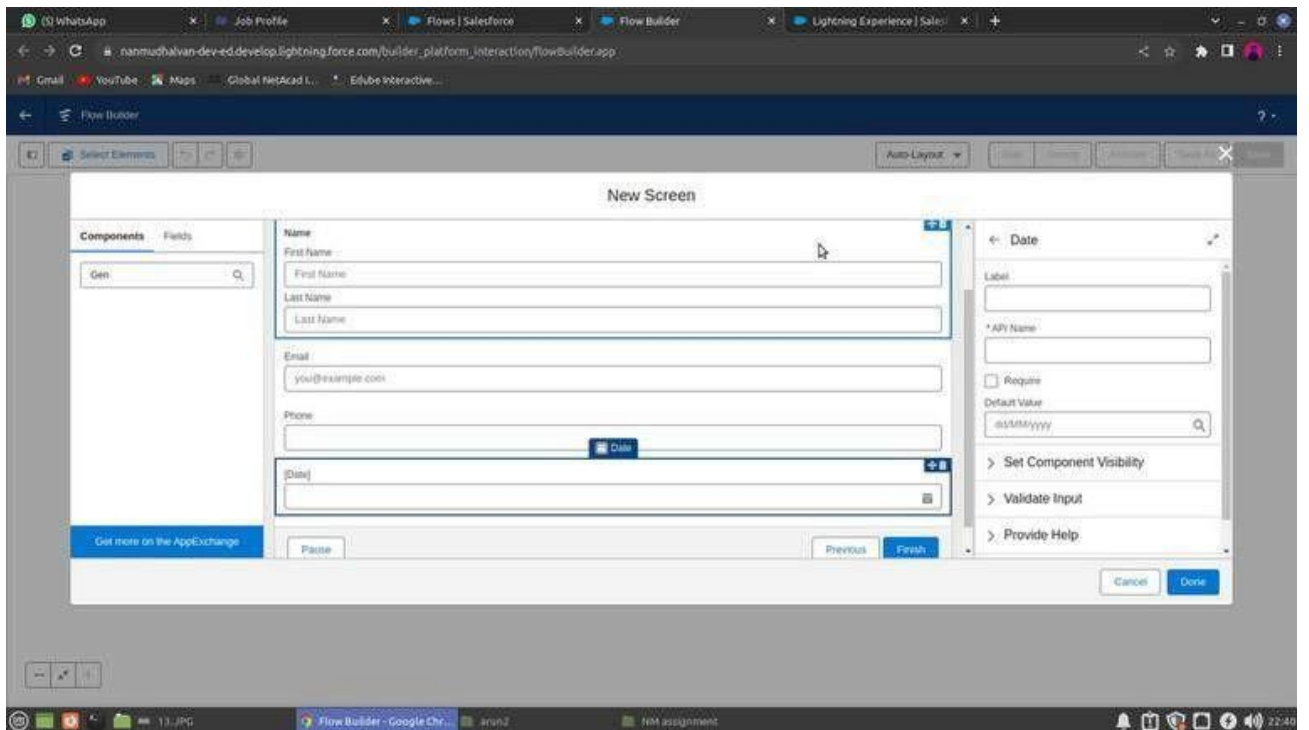 (5) WhatsApp
Job Profile
Flows | Salesforce
Flow Builder
Lightning Experience | Sales
nanmudhalvan-dev-ed.develop.lightning.force.com/builder_platform_interaction/flowBuilder.app
Gmail YouTube Maps Global NetAcad I... Edube Interactive...
Flow Builder
?
Select Elements
Auto-Layout
New Screen
Components Fields
Gen
Get more on the AppExchange
Name
First Name
First Name
Last Name
Last Name
Email
you@example.com
Phone
Date
[Date]
Pause
Previous Finish
Date
Label
* API Name
Require
Default Value
dd/MM/yyyy
Set Component Visibility
Validate Input
Provide Help
Cancel Done
13.JPG
Flow Builder - Google Chr...
arun2
NM assignment
22:40